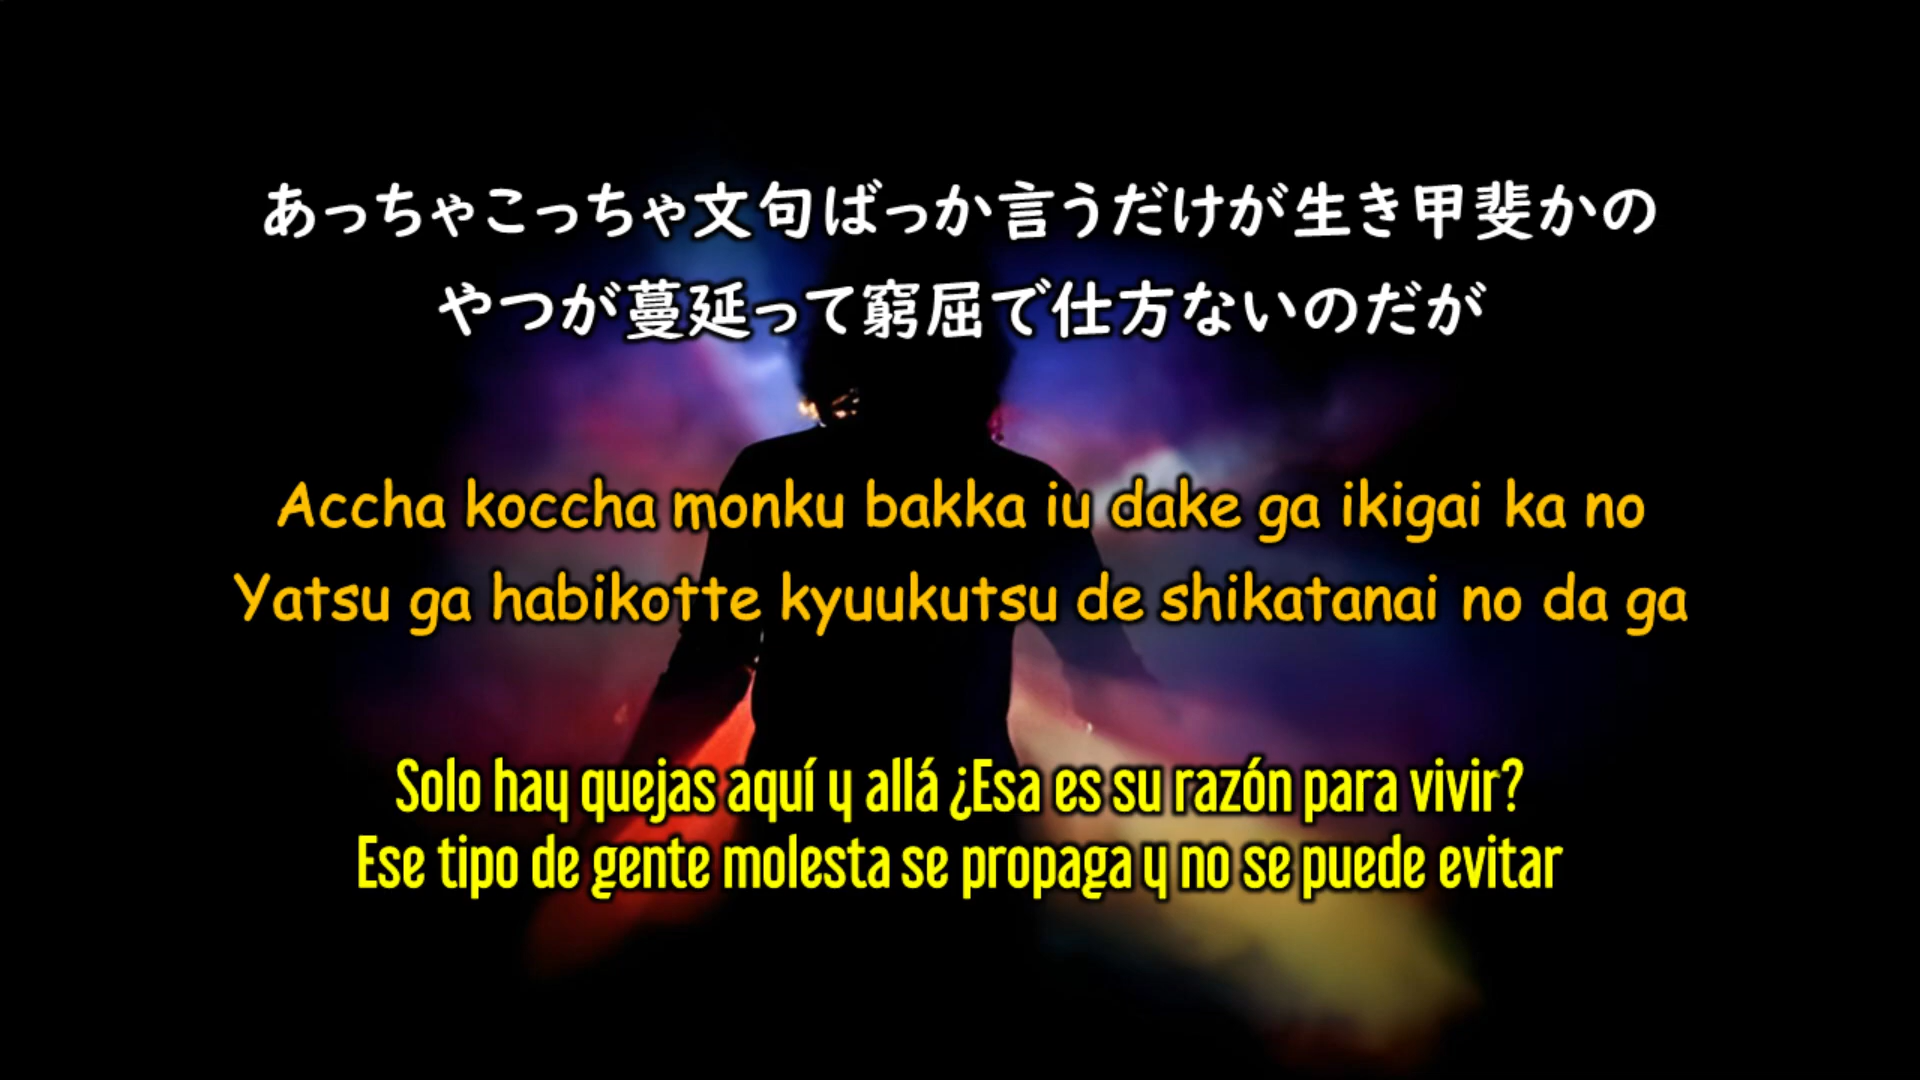 あっちゃこっちゃ文句ばっか言うだけが生き甲斐かの
やつが蔓延って窮屈で仕方ないのだが
Accha koccha monku bakka iu dake ga ikigai ka no
Yatsu ga habikotte kyuukutsu de shikatanai no da ga
Solo hay quejas aquí y allá ¿Esa es su razón para vivir?
Ese tipo de gente molesta se propaga y no se puede evitar